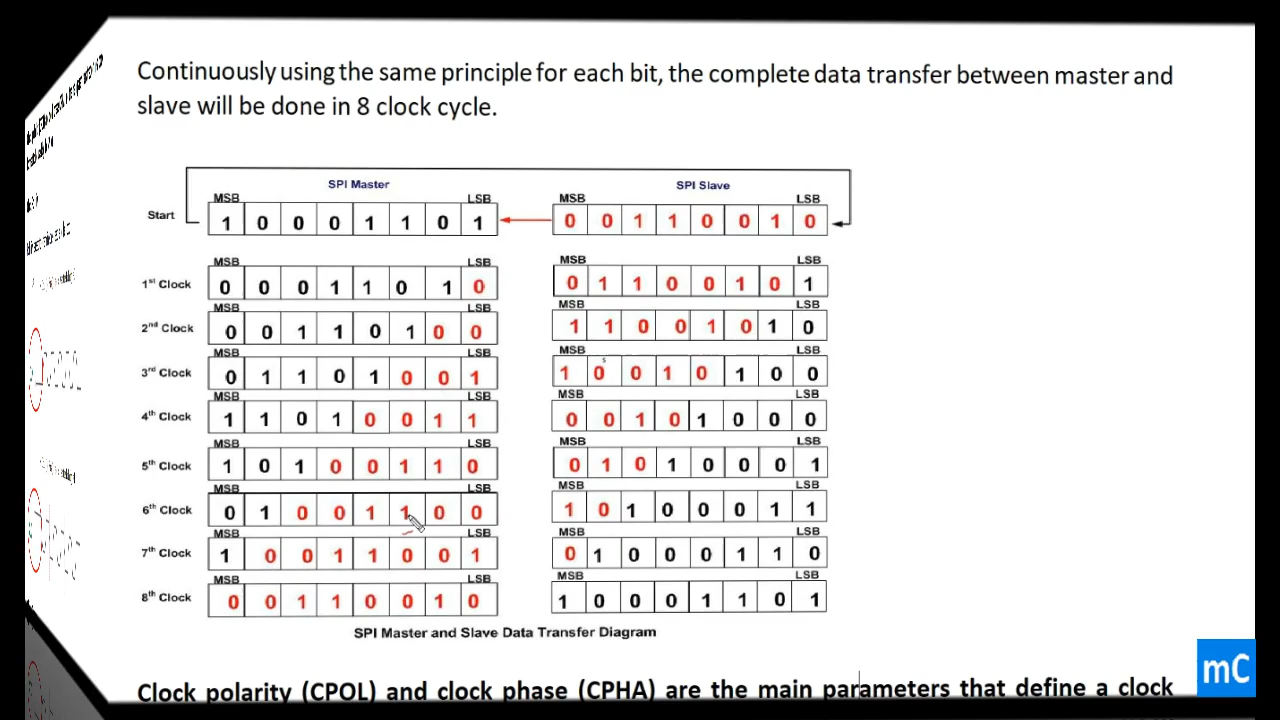 Continuously using the same principle for each bit, the complete data transfer between master and
slave will be done in 8 clock cycle.
SPI Master SPI Slave
MSB LSB MSB LSB
Start 1 0 0 0 1 1 0 1 0 0 1 1 0 0 1 0
MSB LSB MSB LSB
1st Clock 0 0 0 1 1 0 1 0 0 1 1 0 0 1 0 1
MSB LSB MSB LSB
2nd Clock 0 0 1 1 0 1 0 0 1 1 0 0 1 0 1 0
MSB LSB MSB LSB
3rd Clock 0 1 1 0 1 0 0 1 1 0 0 1 0 1 0 0
MSB LSB MSB LSB
4th Clock 1 1 0 1 0 0 1 1 0 0 1 0 1 0 0 0
MSB LSB MSB LSB
5th Clock 1 0 1 0 0 1 1 0 0 1 0 1 0 0 0 1
MSB LSB MSB LSB
6th Clock 0 1 0 0 1 1 0 0 1 0 1 0 0 0 1 1
MSB LSB MSB LSB
7th Clock 1 0 0 1 1 0 0 1 0 1 0 0 0 1 1 0
MSB LSB MSB LSB
8th Clock 0 0 1 1 0 0 1 0 1 0 0 0 1 1 0 1
SPI Master and Slave Data Transfer Diagram
Clock polarity (CPOL) and clock phase (CPHA) are the main parameters that define a clock
mC